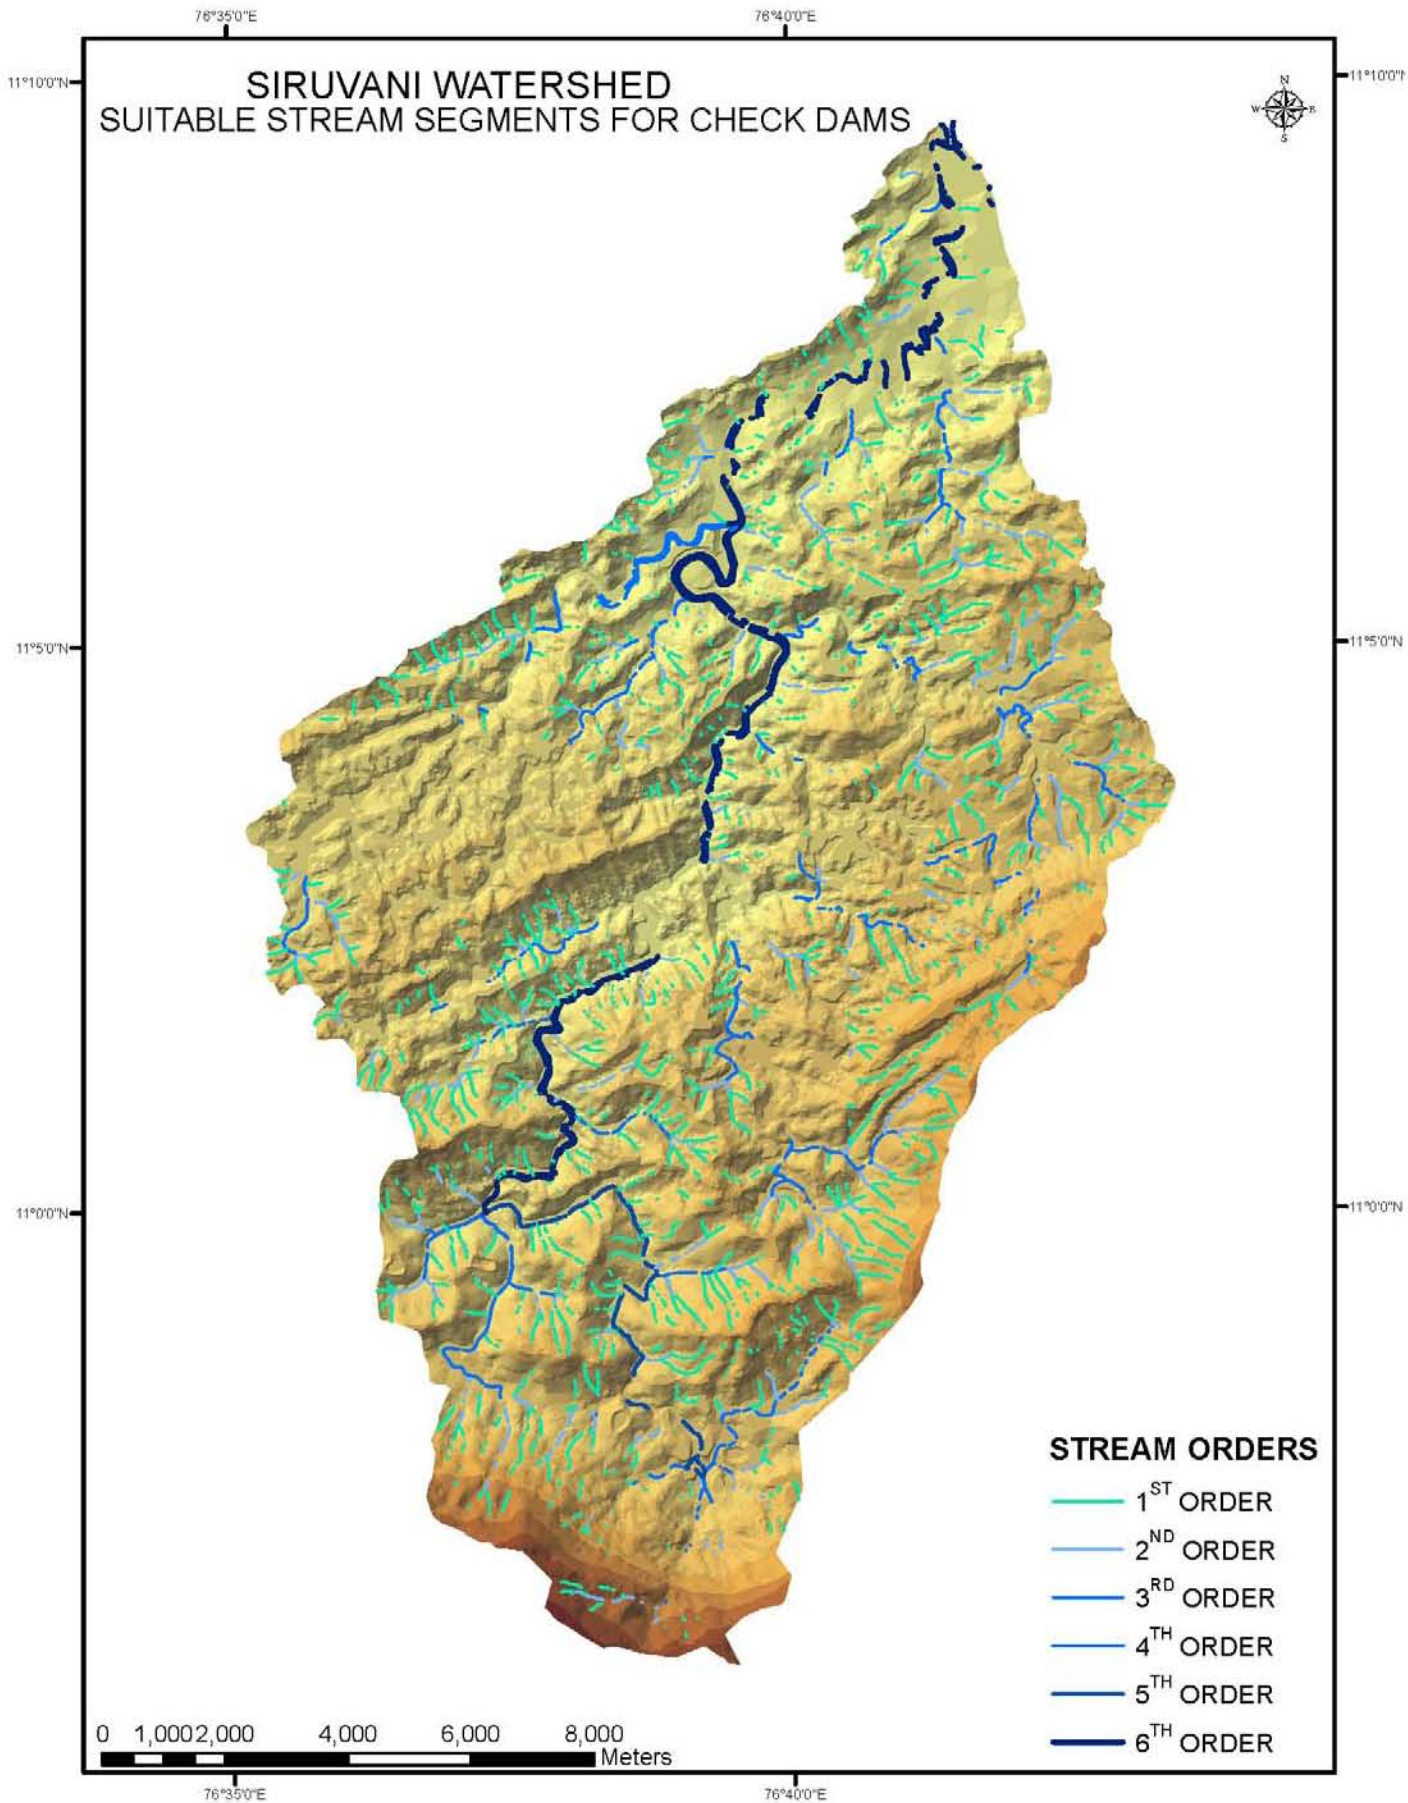 76°35'0"E 76°40'0"E
11°10'0"N 11°10'0"N
SIRUVANI WATERSHED
SUITABLE STREAM SEGMENTS FOR CHECK DAMS
N
W E
S
11°5'0"N 11°5'0"N
11°0'0"N 11°0'0"N
STREAM ORDERS
1ST ORDER
2ND ORDER
3RD ORDER
4TH ORDER
5TH ORDER
6TH ORDER
0 1,000 2,000 4,000 6,000 8,000
Meters
76°35'0"E 76°40'0"E